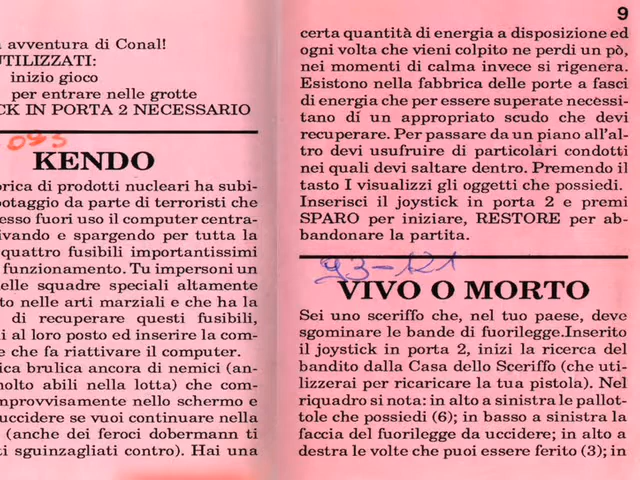 avventura di Conal!
UTILIZZATI:
inizio gioco
per entrare nelle grotte
CK IN PORTA 2 NECESSARIO
093
KENDO
rica di prodotti nucleari ha subi-
botaggio da parte di terroristi che
esso fuori uso il computer centra-
ivando e spargendo per tutta la
quattro fusibili importantissimi
funzionamento. Tu impersoni un
elle squadre speciali altamente
to nelle arti marziali e che ha la
di recuperare questi fusibili,
i al loro posto ed inserire la com-
e che fa riattivare il computer.
ica brulica ancora di nemici (an-
molto abili nella lotta) che com-
mprovvisamente nello schermo e
uccidere se vuoi continuare nella
(anche dei feroci dobermann ti
ti sguinzagliati contro). Hai una
9
certa quantità di energia a disposizione ed
ogni volta che vieni colpito ne perdi un pò,
nei momenti di calma invece si rigenera.
Esistono nella fabbrica delle porte a fasci
di energia che per essere superate necessi-
tano di un appropriato scudo che devi
recuperare. Per passare da un piano all'al-
tro devi usufruire di particolari condotti
nei quali devi saltare dentro. Premendo il
tasto I visualizzi gli oggetti che possiedi.
Inserisci il joystick in porta 2 e premi
SPARO per iniziare, RESTORE per ab-
bandonare la partita.
93-121
VIVO O MORTO
Sei uno sceriffo che, nel tuo paese, deve
sgominare le bande di fuorilegge.Inserito
il joystick in porta 2, inizi la ricerca del
bandito dalla Casa dello Sceriffo (che uti-
lizzerai per ricaricare la tua pistola). Nel
riquadro si nota: in alto a sinistra le pallot-
tole che possiedi (6); in basso a sinistra la
faccia del fuorilegge da uccidere; in alto a
destra le volte che puoi essere ferito (3); in